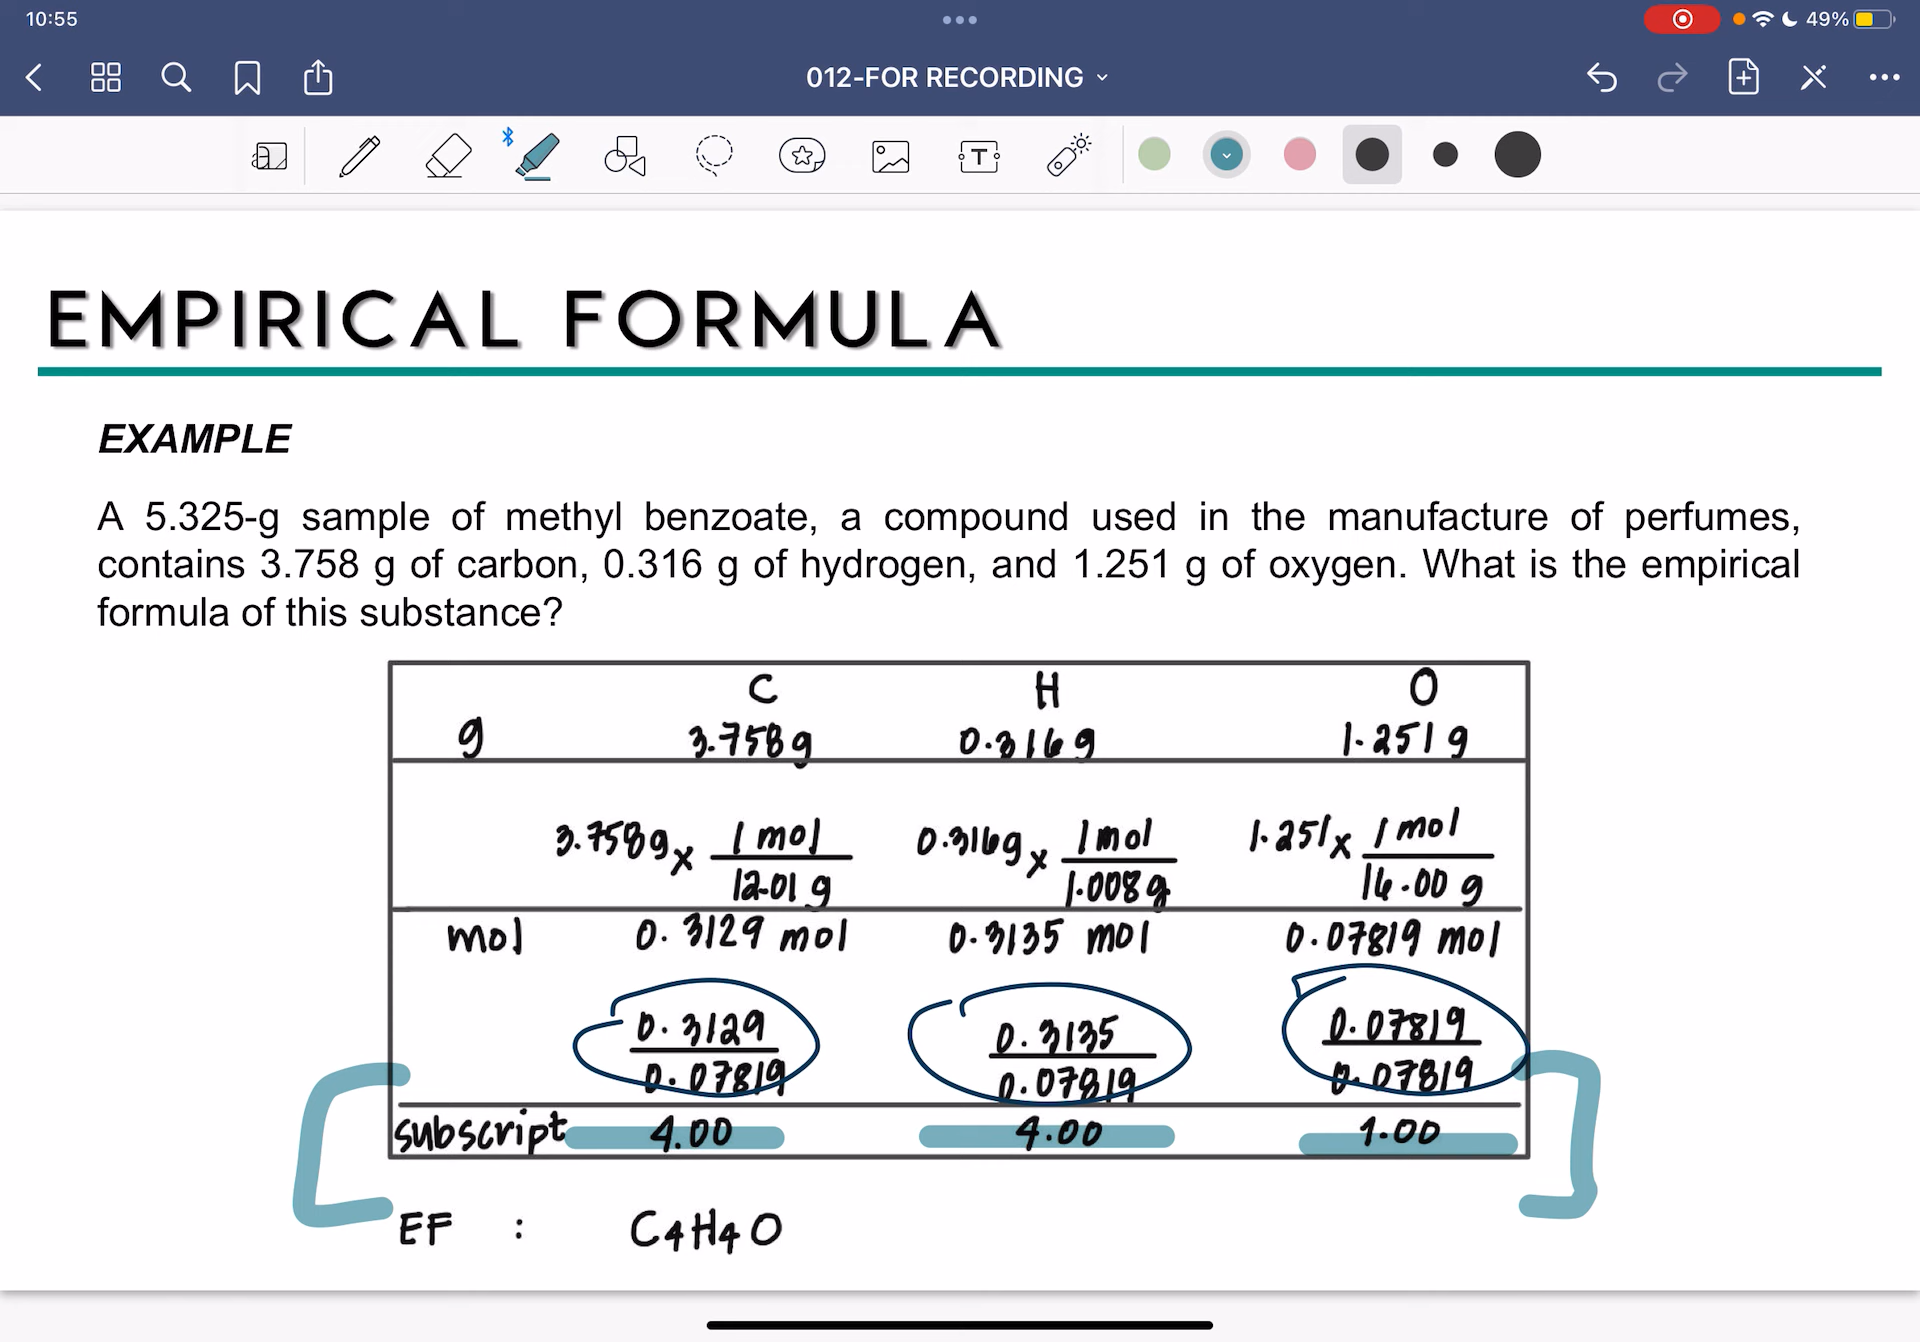 10:55
49%
012-FOR RECORDING
T
EMPIRICAL FORMULA
EXAMPLE
A 5.325-g sample of methyl benzoate, a compound used in the manufacture of perfumes,
contains 3.758 g of carbon, 0.316 g of hydrogen, and 1.251 g of oxygen. What is the empirical
formula of this substance?
C H O
g 3.758g 0.316g 1.251g
3.758g x 1 mol / 12.01 g 0.316g x 1 mol / 1.008g 1.251 x 1 mol / 16.00 g
mol 0.3129 mol 0.3135 mol 0.07819 mol
0.3129 / 0.07819 0.3135 / 0.07819 0.07819 / 0.07819
subscript 4.00 4.00 1.00
EF : C4H4O